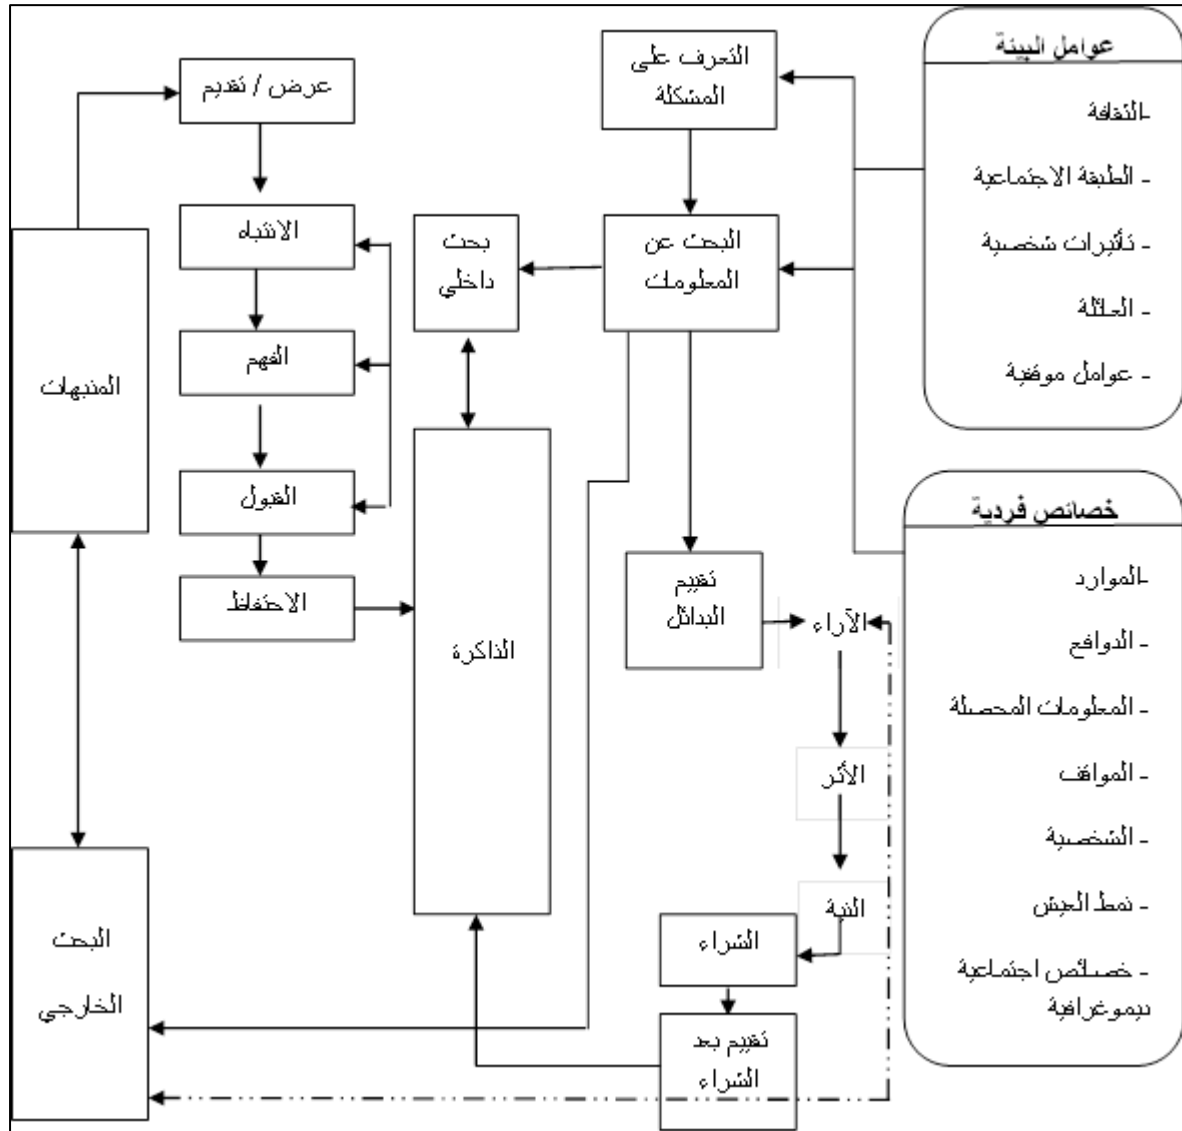 عوامل البيئة
-الثقافة
- الطبقة الاجتماعية
- تأثيرات شخصية
- العائلة
- عوامل موقفية
خصائص فردية
-الموارد
- الدوافع
- المعلومات المحصلة
- المواقف
- الشخصية
- نمط العيش
- خصائص اجتماعية
ديموغرافية
التعرف على
المشكلة
البحث عن
المعلومات
تقييم
البدائل
الآراء
الأثر
النية
الشراء
تقييم بعد
الشراء
بحث
داخلي
الذاكرة
عرض / تقديم
الانتباه
الفهم
القبول
الاحتفاظ
المنبهات
البحث
الخارجي